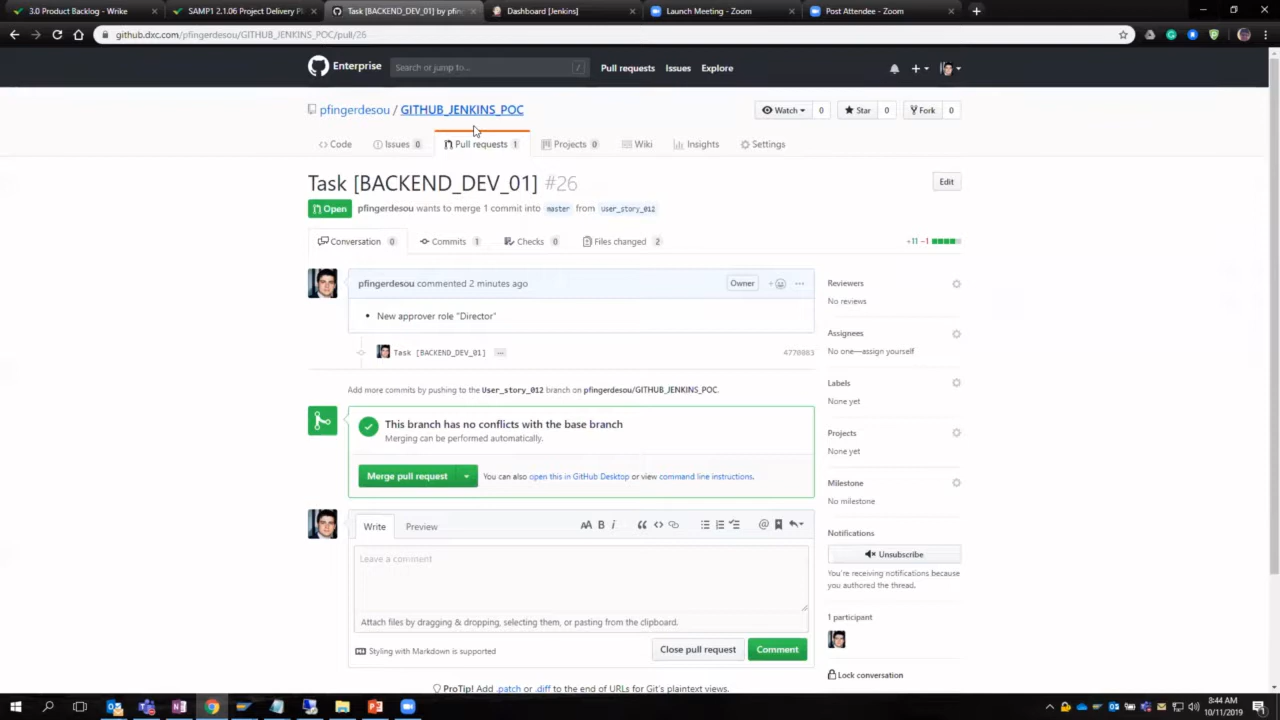 3.0 Product Backlog - Write
SAMP1 2.1.06 Project Delivery Pl
Task [BACKEND_DEV_01] by pfin
Dashboard [Jenkins]
Launch Meeting - Zoom
Post Attendee - Zoom
github.dxc.com/pfingerdesou/GITHUB_JENKINS_POC/pull/26
Enterprise
Search or jump to...
/
Pull requests Issues Explore
pfingerdesou / GITHUB_JENKINS_POC
Watch 0 Star 0 Fork 0
Code Issues 0 Pull requests 1 Projects 0 Wiki Insights Settings
Task [BACKEND_DEV_01] #26
Edit
Open pfingerdesou wants to merge 1 commit into master from User_story_012
Conversation 0 Commits 1 Checks 0 Files changed 2
+11 −1
pfingerdesou commented 2 minutes ago
Owner
• New approver role "Director"
Task [BACKEND_DEV_01] ...
4770083
Add more commits by pushing to the User_story_012 branch on pfingerdesou/GITHUB_JENKINS_POC.
This branch has no conflicts with the base branch
Merging can be performed automatically.
Merge pull request
You can also open this in GitHub Desktop or view command line instructions.
Write Preview
AA B i
Leave a comment
Attach files by dragging & dropping, selecting them, or pasting from the clipboard.
Styling with Markdown is supported
Close pull request
Comment
ProTip! Add .patch or .diff to the end of URLs for Git's plaintext views.
Reviewers
No reviews
Assignees
No one—assign yourself
Labels
None yet
Projects
None yet
Milestone
No milestone
Notifications
Unsubscribe
You're receiving notifications because
you authored the thread.
1 participant
Lock conversation
8:44 AM
10/11/2019